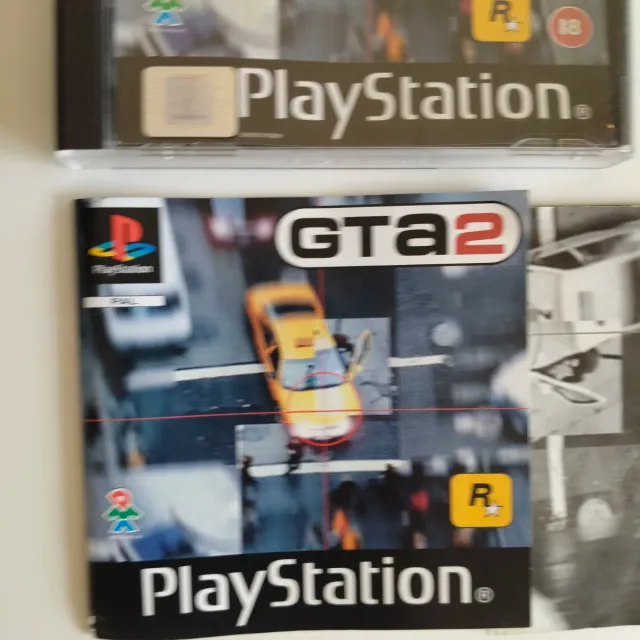 R
18
PlayStation®
GTA2
PlayStation
PAL
R
PlayStation®